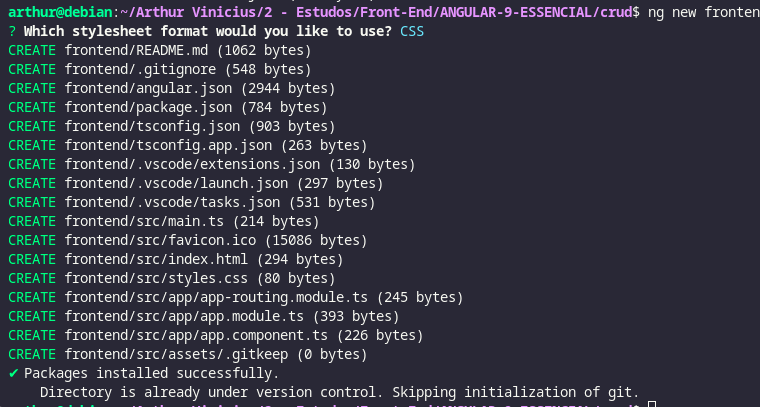 arthur@debian:~/Arthur Vinicius/2 - Estudos/Front-End/ANGULAR-9-ESSENCIAL/crud$ ng new fronten
? Which stylesheet format would you like to use? CSS
CREATE frontend/README.md (1062 bytes)
CREATE frontend/.gitignore (548 bytes)
CREATE frontend/angular.json (2944 bytes)
CREATE frontend/package.json (784 bytes)
CREATE frontend/tsconfig.json (903 bytes)
CREATE frontend/tsconfig.app.json (263 bytes)
CREATE frontend/.vscode/extensions.json (130 bytes)
CREATE frontend/.vscode/launch.json (297 bytes)
CREATE frontend/.vscode/tasks.json (531 bytes)
CREATE frontend/src/main.ts (214 bytes)
CREATE frontend/src/favicon.ico (15086 bytes)
CREATE frontend/src/index.html (294 bytes)
CREATE frontend/src/styles.css (80 bytes)
CREATE frontend/src/app/app-routing.module.ts (245 bytes)
CREATE frontend/src/app/app.module.ts (393 bytes)
CREATE frontend/src/app/app.component.ts (226 bytes)
CREATE frontend/src/assets/.gitkeep (0 bytes)
✔ Packages installed successfully.
Directory is already under version control. Skipping initialization of git.